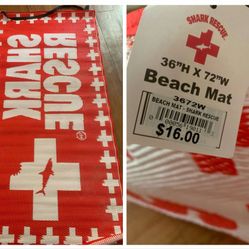 RESCUE
SHARK
SHARK RESCUE
36"H X 72"W
Beach Mat
3672W
BEACH MAT - SHARK RESCUE
$16.00